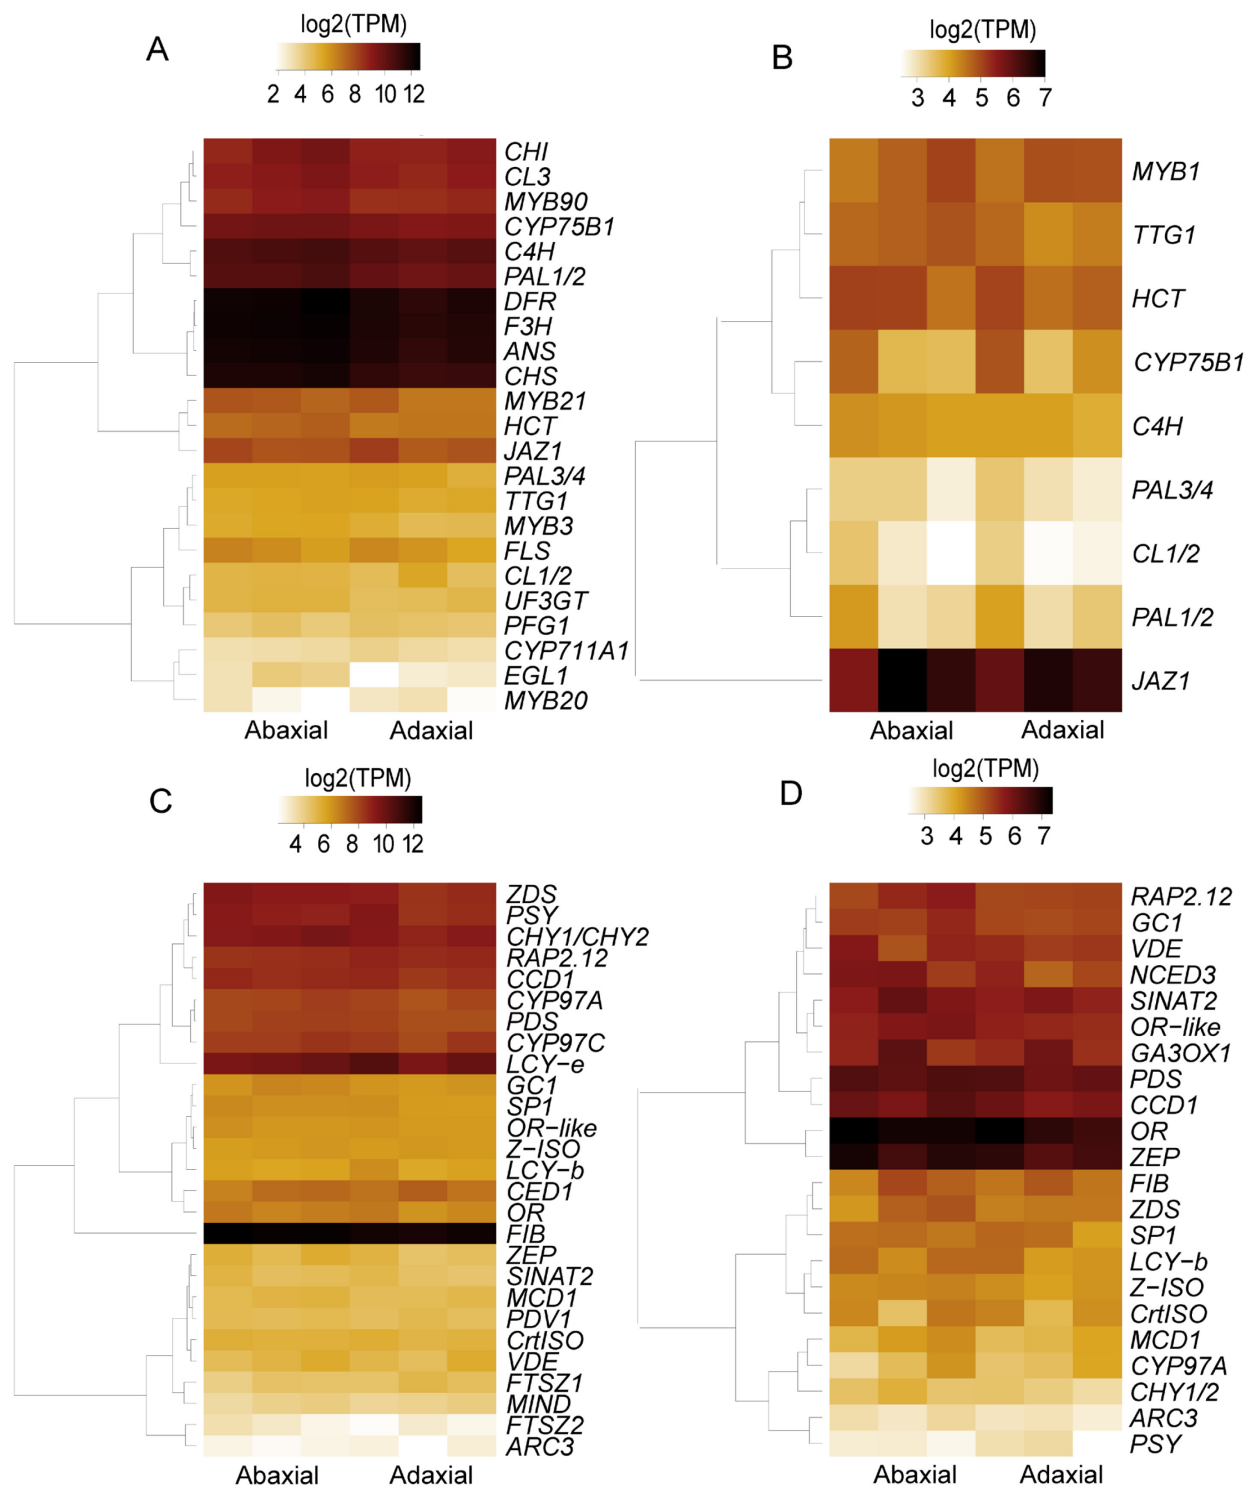 A
log2(TPM)
2 4 6 8 10 12
CHI
CL3
MYB90
CYP75B1
C4H
PAL1/2
DFR
F3H
ANS
CHS
MYB21
HCT
JAZ1
PAL3/4
TTG1
MYB3
FLS
CL1/2
UF3GT
PFG1
CYP711A1
EGL1
MYB20
Abaxial Adaxial
B
log2(TPM)
3 4 5 6 7
MYB1
TTG1
HCT
CYP75B1
C4H
PAL3/4
CL1/2
PAL1/2
JAZ1
Abaxial Adaxial
C
log2(TPM)
4 6 8 10 12
ZDS
PSY
CHY1/CHY2
RAP2.12
CCD1
CYP97A
PDS
CYP97C
LCY−e
GC1
SP1
OR−like
Z−ISO
LCY−b
CED1
OR
FIB
ZEP
SINAT2
MCD1
PDV1
CrtISO
VDE
FTSZ1
MIND
FTSZ2
ARC3
Abaxial Adaxial
D
log2(TPM)
3 4 5 6 7
RAP2.12
GC1
VDE
NCED3
SINAT2
OR−like
GA3OX1
PDS
CCD1
OR
ZEP
FIB
ZDS
SP1
LCY−b
Z−ISO
CrtISO
MCD1
CYP97A
CHY1/2
ARC3
PSY
Abaxial Adaxial